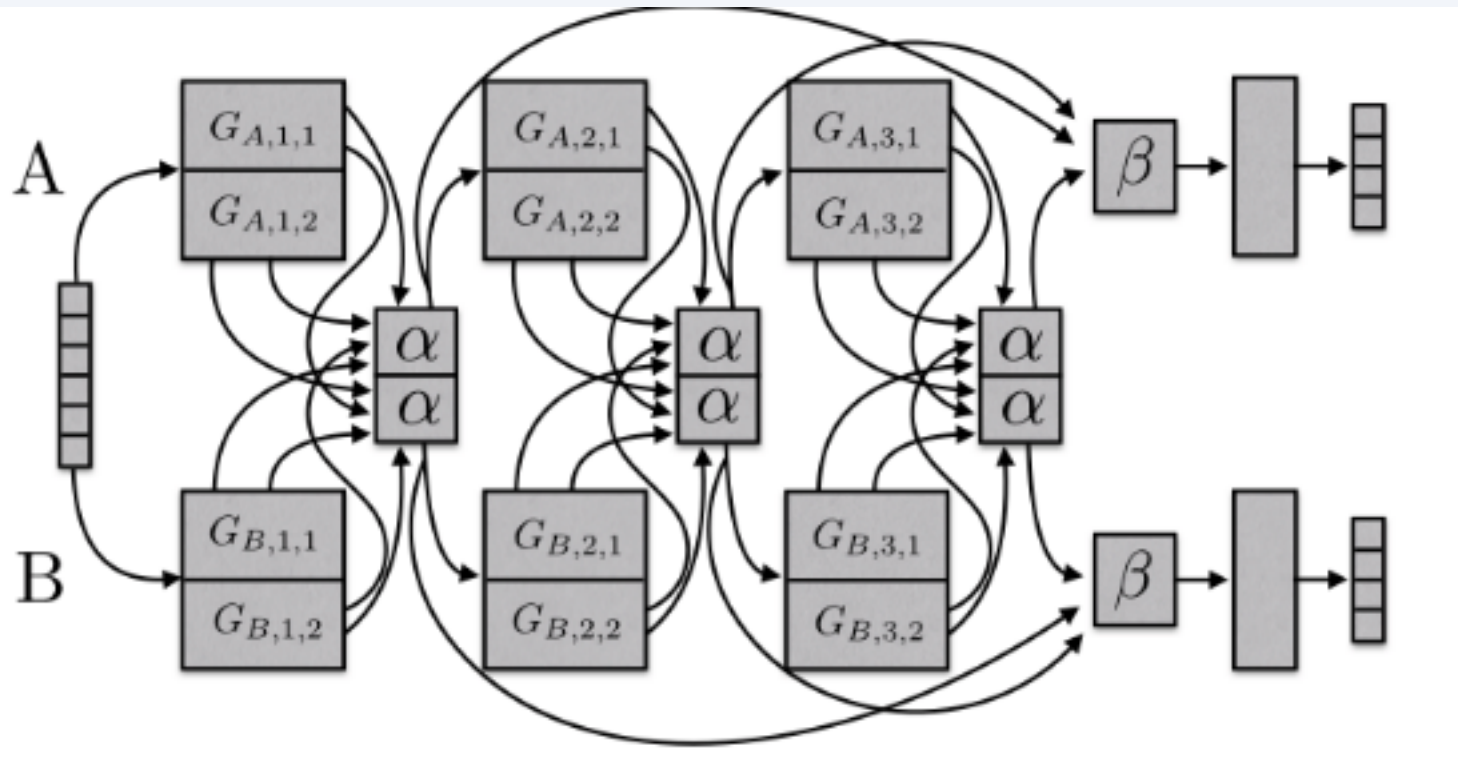 A
G_{A,1,1}
G_{A,1,2}
G_{A,2,1}
G_{A,2,2}
G_{A,3,1}
G_{A,3,2}
β
α
α
α
α
α
α
B
G_{B,1,1}
G_{B,1,2}
G_{B,2,1}
G_{B,2,2}
G_{B,3,1}
G_{B,3,2}
β